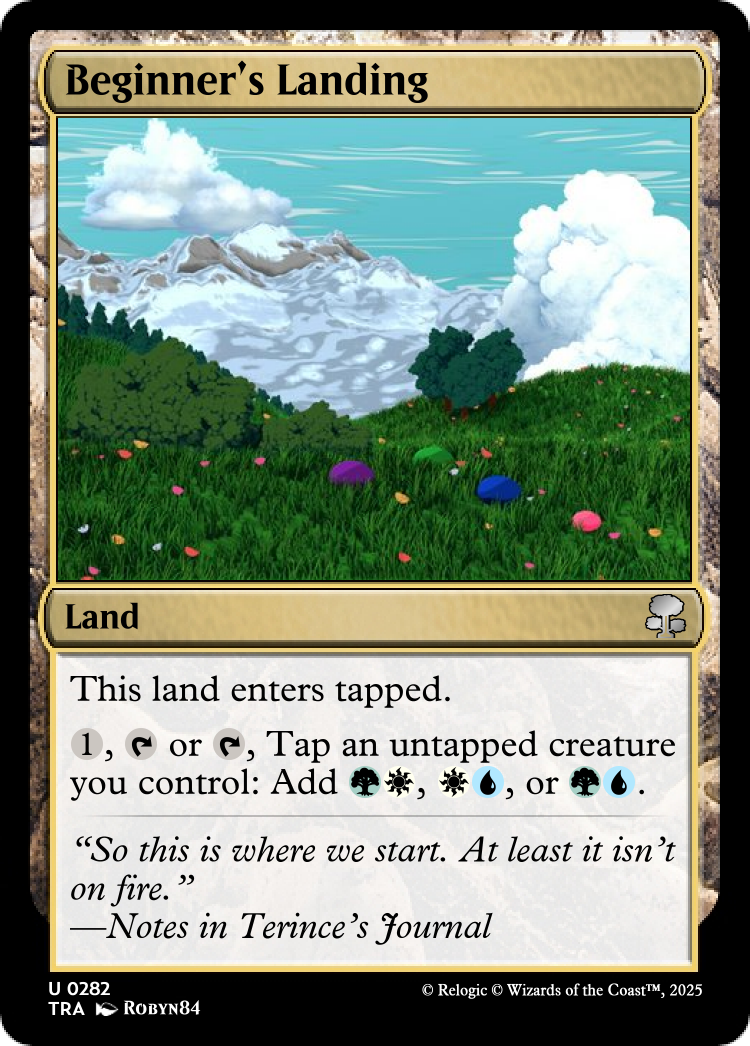 Beginner's Landing
Land
This land enters tapped.
1, or , Tap an untapped creature
you control: Add , , or .
“So this is where we start. At least it isn't
on fire.”
—Notes in Terince's Journal
U 0282
TRA Robyn84
© Relogic © Wizards of the Coast™, 2025